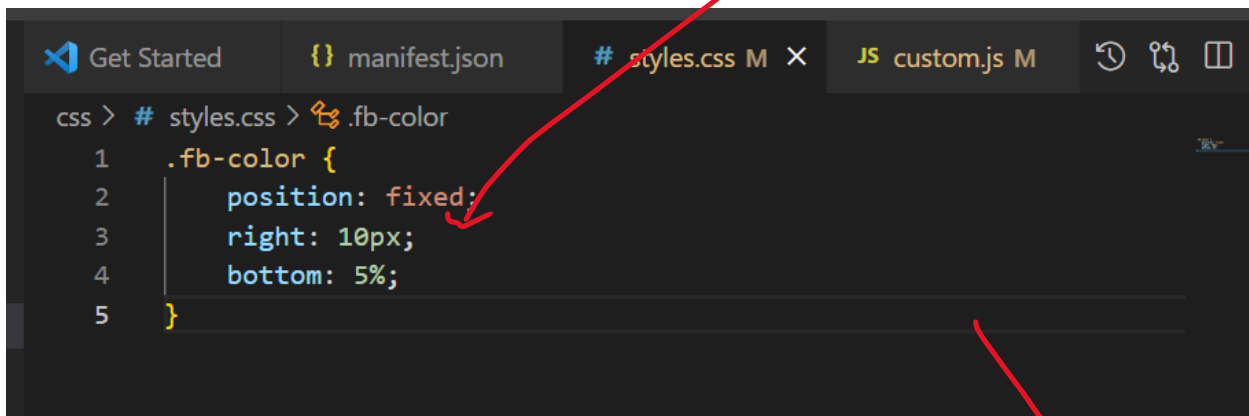 Get Started {} manifest.json # styles.css M × JS custom.js M
css > # styles.css > .fb-color
1 .fb-color {
2 position: fixed;
3 right: 10px;
4 bottom: 5%;
5 }